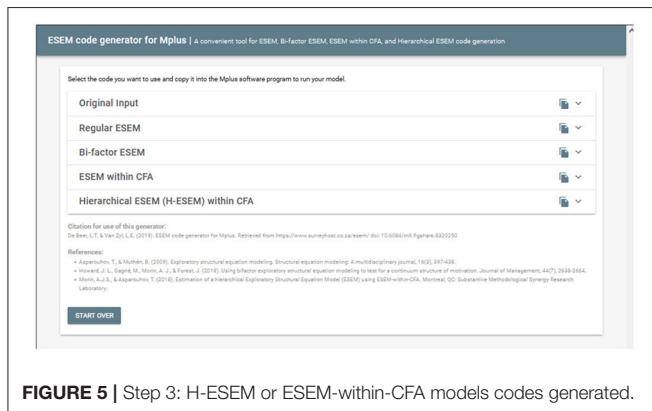 ESEM code generator for Mplus | A convenient tool for ESEM, Bi-factor ESEM, ESEM within CFA, and Hierarchical ESEM code generation
Select the code you want to use and copy it into the Mplus software program to run your model.
Original Input
Regular ESEM
Bi-factor ESEM
ESEM within CFA
Hierarchical ESEM (H-ESEM) within CFA
Citation for use of this generator:
De Beer, L.T. & Van Zyl, L.E. (2019). ESEM code generator for Mplus. Retrieved from https://www.surveyhost.co.za/esem/ doi: 10.6084/m9.figshare.8320250
References:
• Asparouhov, T., & Muthén, B. (2009). Exploratory structural equation modeling. Structural equation modeling: A multidisciplinary journal, 16(3), 397-438.
• Howard, J. L., Gagné, M., Morin, A. J., & Forest, J. (2018). Using bifactor exploratory structural equation modeling to test for a continuum structure of motivation. Journal of Management, 44(7), 2638-2664.
• Morin, A.J.S., & Asparouhov, T. (2018). Estimation of a hierarchical Exploratory Structural Equation Model (ESEM) using ESEM-within-CFA. Montreal, QC: Substantive Methodological Synergy Research
Laboratory.
START OVER
FIGURE 5 | Step 3: H-ESEM or ESEM-within-CFA models codes generated.